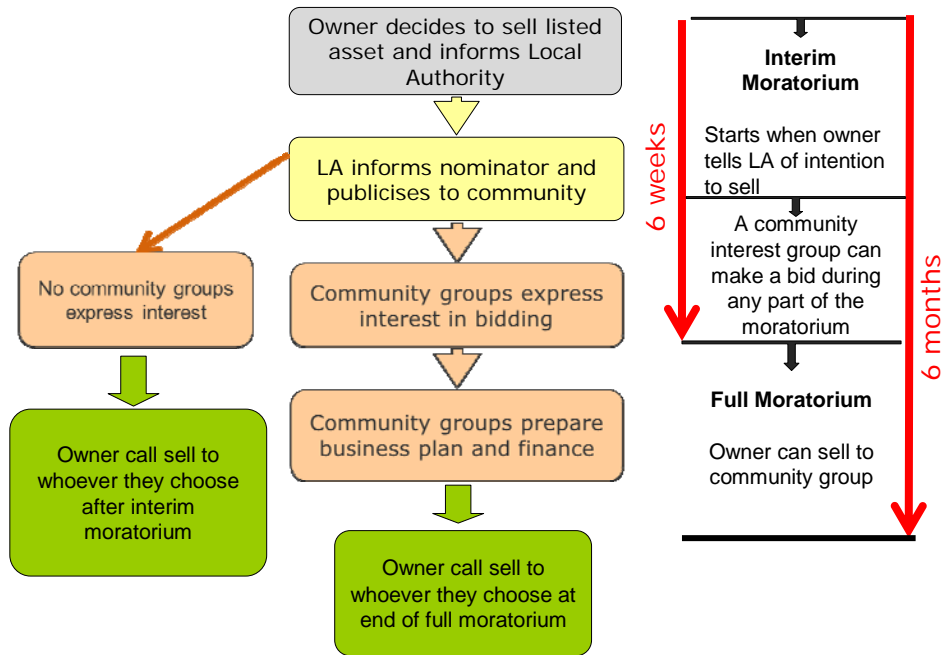 Owner decides to sell listed
asset and informs Local
Authority
LA informs nominator and
publicises to community
No community groups
express interest
Community groups express
interest in bidding
Community groups prepare
business plan and finance
Owner call sell to
whoever they choose
after interim
moratorium
Owner call sell to
whoever they choose at
end of full moratorium
6 weeks
Interim
Moratorium
Starts when owner
tells LA of intention
to sell
A community
interest group can
make a bid during
any part of the
moratorium
Full Moratorium
Owner can sell to
community group
6 months